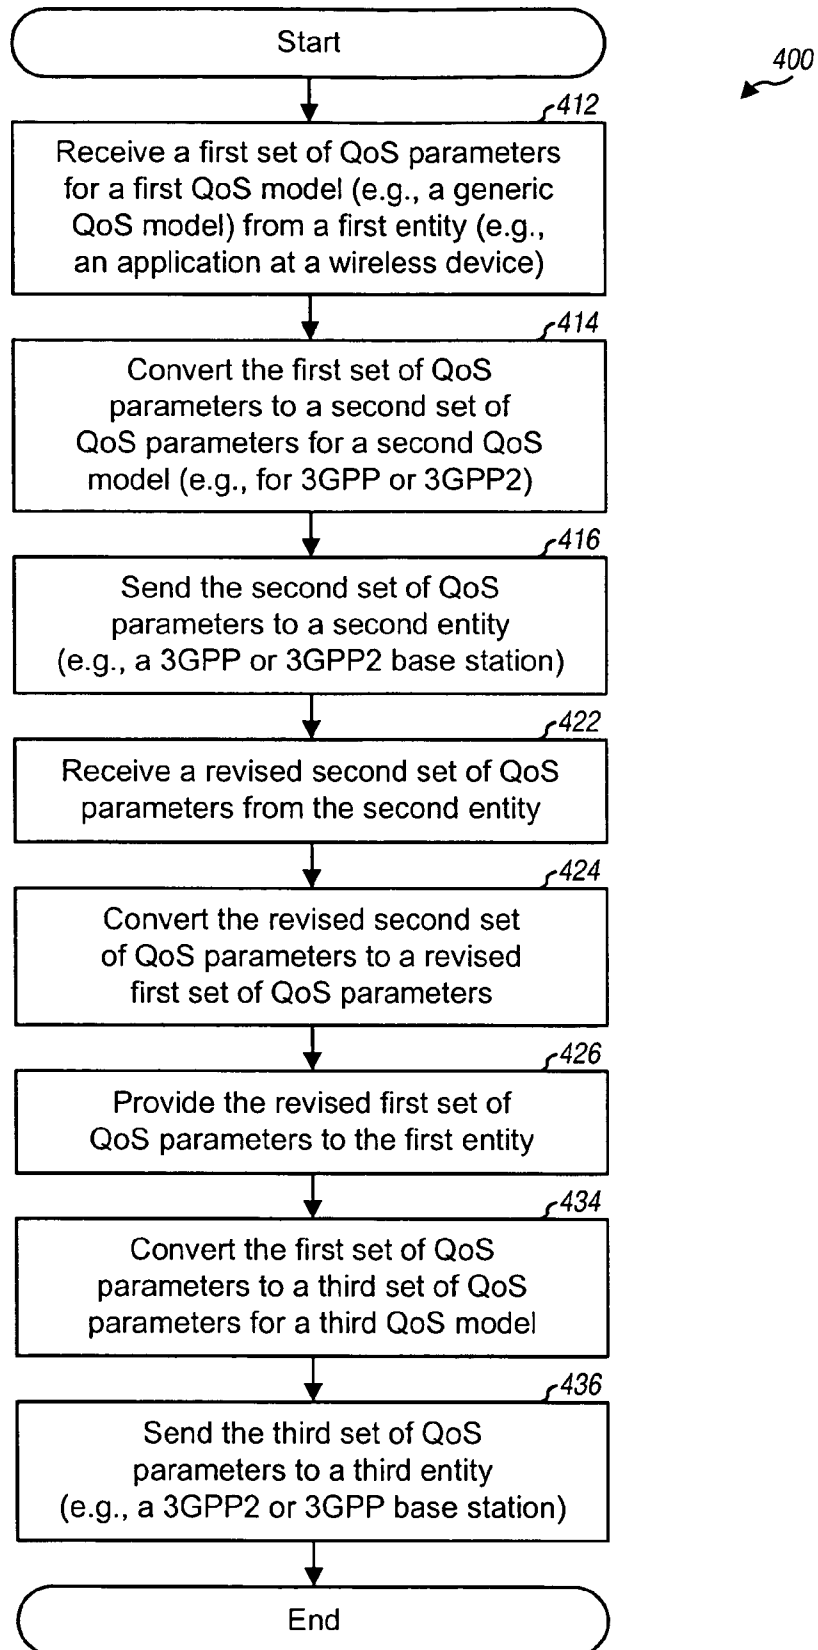 Start
400
412
Receive a first set of QoS parameters
for a first QoS model (e.g., a generic
QoS model) from a first entity (e.g.,
an application at a wireless device)
414
Convert the first set of QoS
parameters to a second set of
QoS parameters for a second QoS
model (e.g., for 3GPP or 3GPP2)
416
Send the second set of QoS
parameters to a second entity
(e.g., a 3GPP or 3GPP2 base station)
422
Receive a revised second set of QoS
parameters from the second entity
424
Convert the revised second set
of QoS parameters to a revised
first set of QoS parameters
426
Provide the revised first set of
QoS parameters to the first entity
434
Convert the first set of QoS
parameters to a third set of QoS
parameters for a third QoS model
436
Send the third set of QoS
parameters to a third entity
(e.g., a 3GPP2 or 3GPP base station)
End